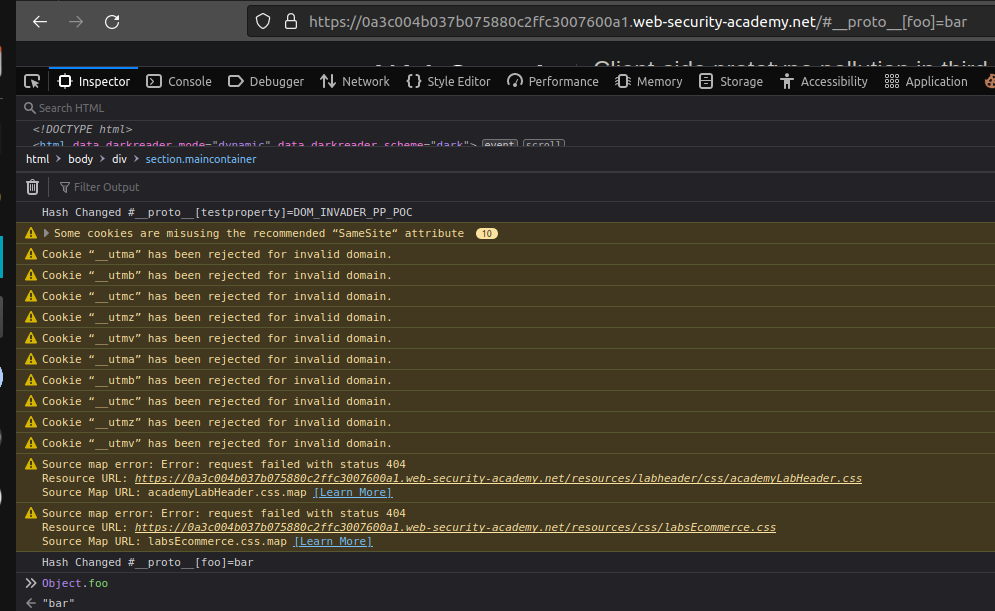 https://0a3c004b037b075880c2ffc3007600a1.web-security-academy.net/#__proto__[foo]=bar
Client-side prototype pollution in third
Inspector Console Debugger Network Style Editor Performance Memory Storage Accessibility Application
Search HTML
<!DOCTYPE html>
<html data-darkreader-mode="dynamic" data-darkreader-scheme="dark"> event scroll
html > body > div > section.maincontainer
Filter Output
Hash Changed #__proto__[testproperty]=DOM_INVADER_PP_POC
Some cookies are misusing the recommended “SameSite“ attribute 10
Cookie “__utma” has been rejected for invalid domain.
Cookie “__utmb” has been rejected for invalid domain.
Cookie “__utmc” has been rejected for invalid domain.
Cookie “__utmz” has been rejected for invalid domain.
Cookie “__utmv” has been rejected for invalid domain.
Cookie “__utma” has been rejected for invalid domain.
Cookie “__utmb” has been rejected for invalid domain.
Cookie “__utmc” has been rejected for invalid domain.
Cookie “__utmz” has been rejected for invalid domain.
Cookie “__utmv” has been rejected for invalid domain.
Source map error: Error: request failed with status 404
Resource URL: https://0a3c004b037b075880c2ffc3007600a1.web-security-academy.net/resources/labheader/css/academyLabHeader.css
Source Map URL: academyLabHeader.css.map [Learn More]
Source map error: Error: request failed with status 404
Resource URL: https://0a3c004b037b075880c2ffc3007600a1.web-security-academy.net/resources/css/labsEcommerce.css
Source Map URL: labsEcommerce.css.map [Learn More]
Hash Changed #__proto__[foo]=bar
Object.foo
"bar"